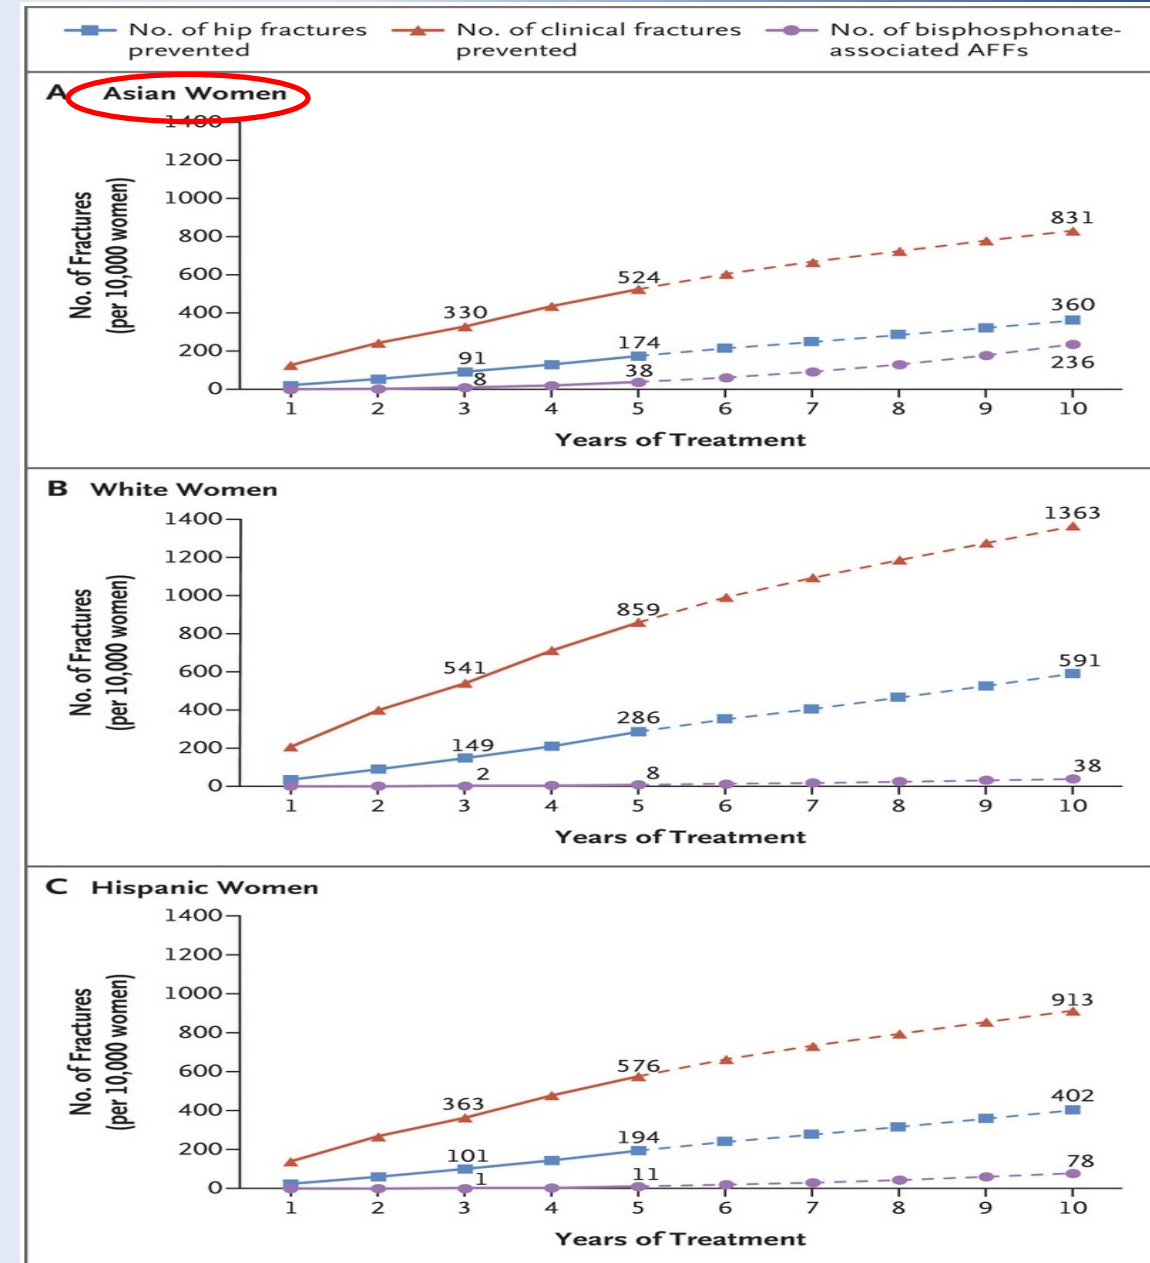 No. of hip fractures prevented
No. of clinical fractures prevented
No. of bisphosphonate-associated AFFs
A Asian Women
1400
1200
1000
800
600
400
200
0
No. of Fractures
(per 10,000 women)
330
524
831
91
174
360
8
38
236
1 2 3 4 5 6 7 8 9 10
Years of Treatment
B White Women
1400
1200
1000
800
600
400
200
0
No. of Fractures
(per 10,000 women)
541
859
1363
149
286
591
2
8
38
1 2 3 4 5 6 7 8 9 10
Years of Treatment
C Hispanic Women
1400
1200
1000
800
600
400
200
0
No. of Fractures
(per 10,000 women)
363
576
913
101
194
402
1
11
78
1 2 3 4 5 6 7 8 9 10
Years of Treatment